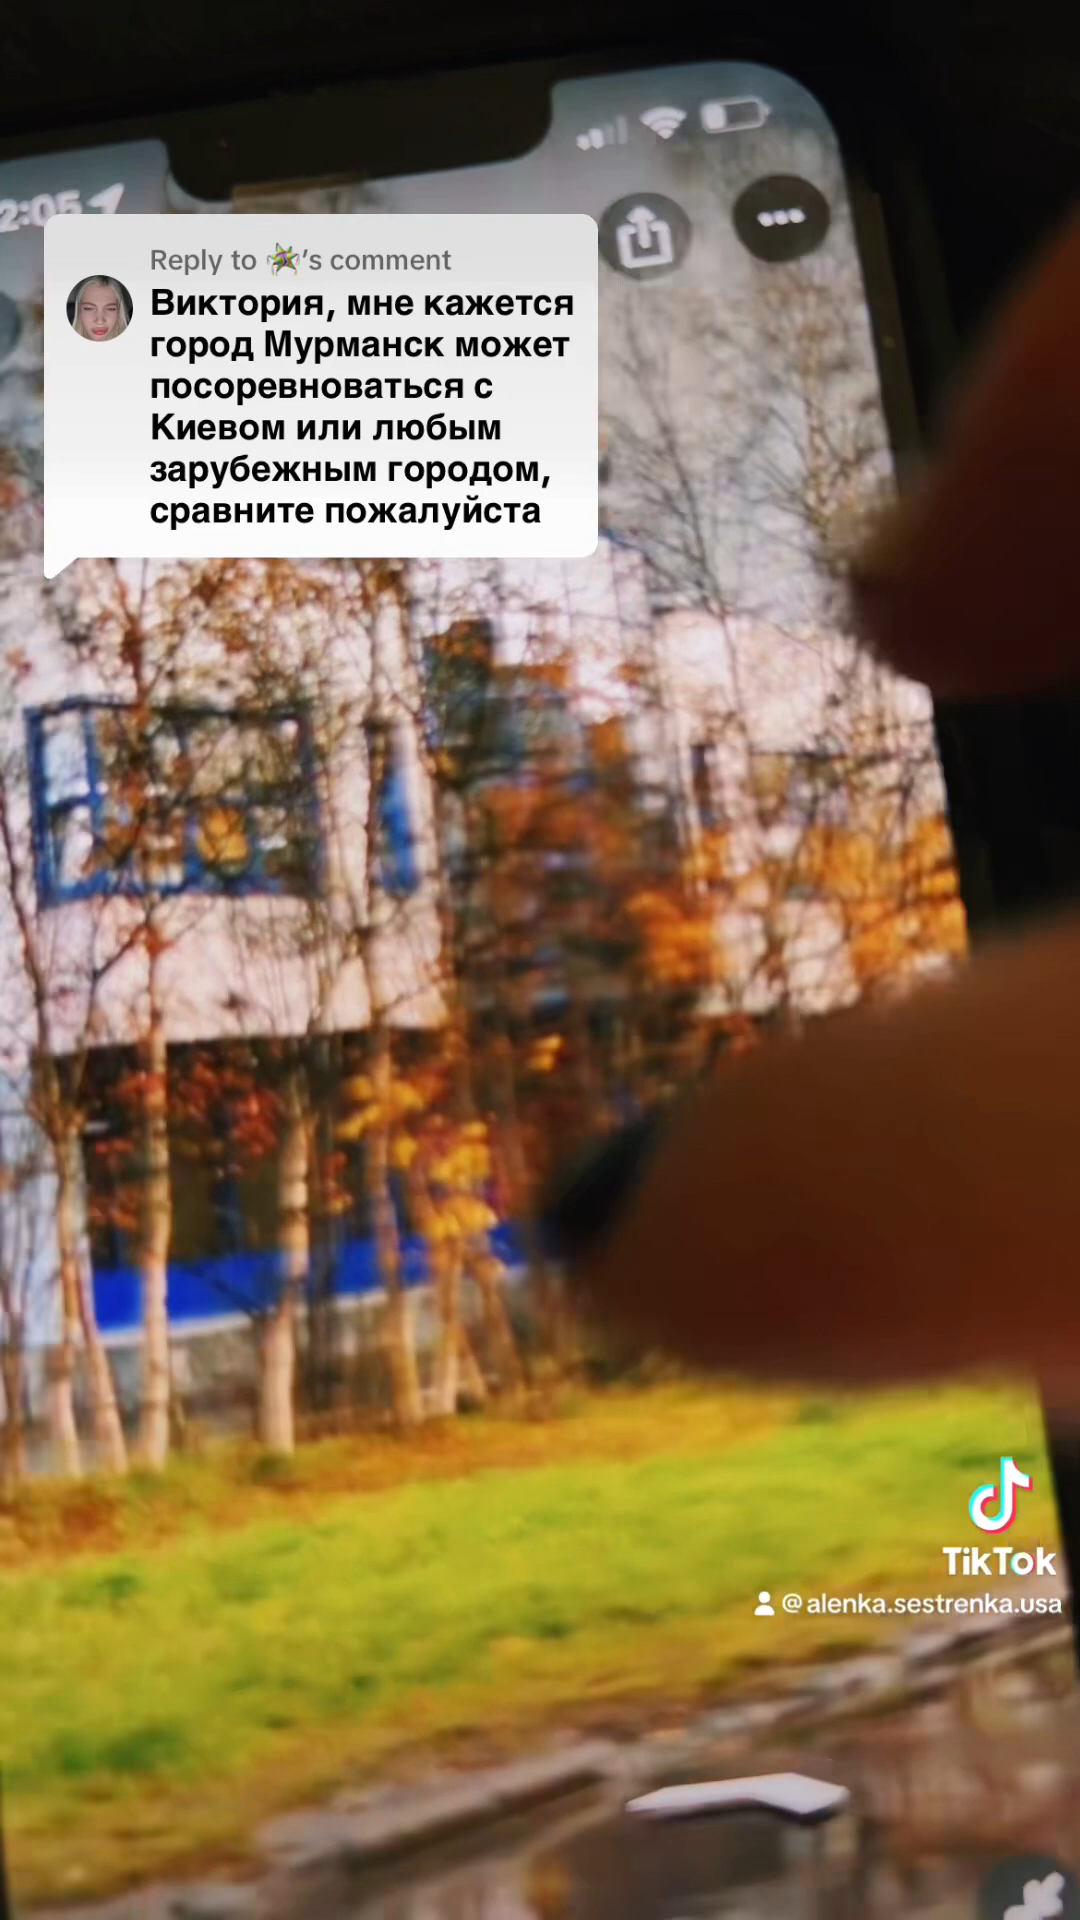 2:05
Reply to 's comment
Виктория, мне кажется
город Мурманск может
посоревноваться с
Киевом или любым
зарубежным городом,
сравните пожалуйста
TikTok
@alenka.sestrenka.usa